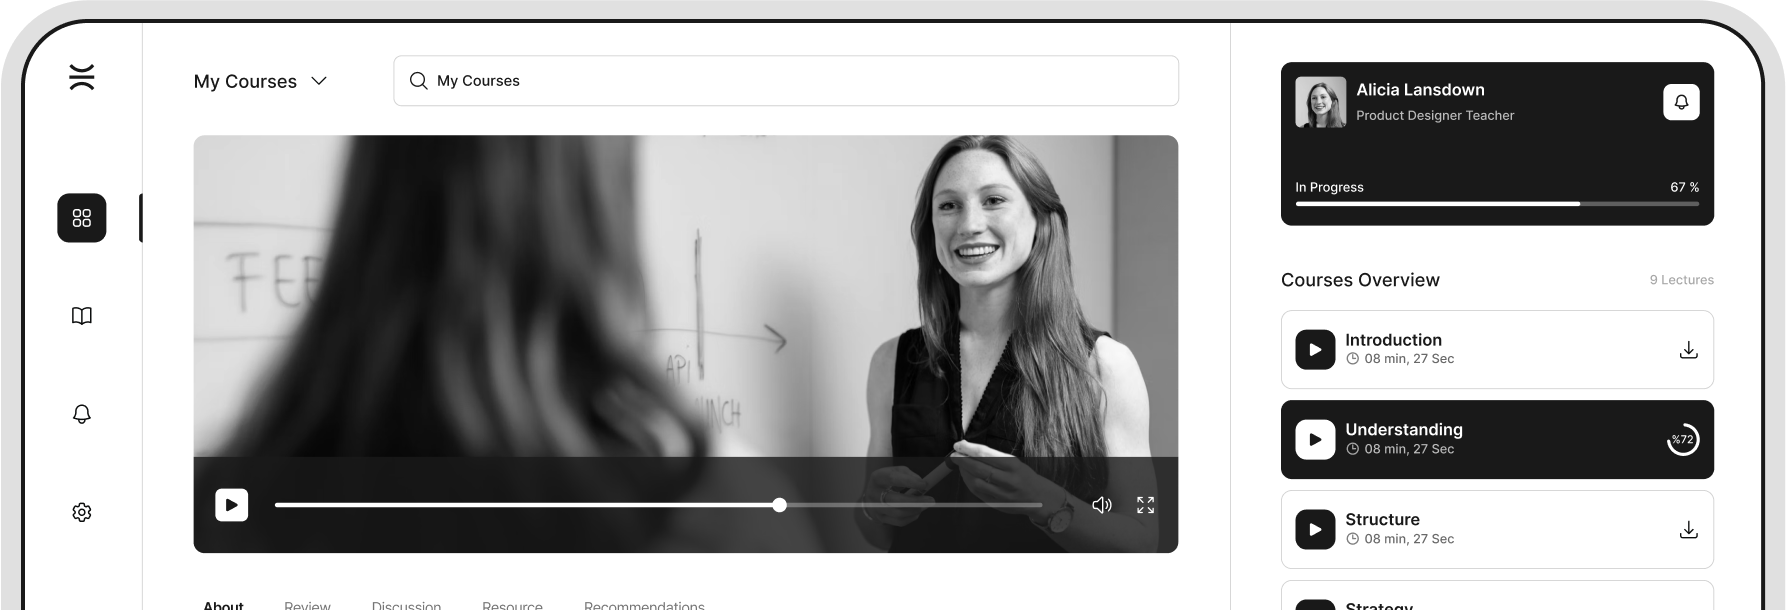 My Courses
My Courses
FEE
API
Alicia Lansdown
Product Designer Teacher
In Progress
67 %
Courses Overview
9 Lectures
Introduction
08 min, 27 Sec
Understanding
08 min, 27 Sec
%72
Structure
08 min, 27 Sec
Strategy
About
Review
Discussion
Resource
Recommendations